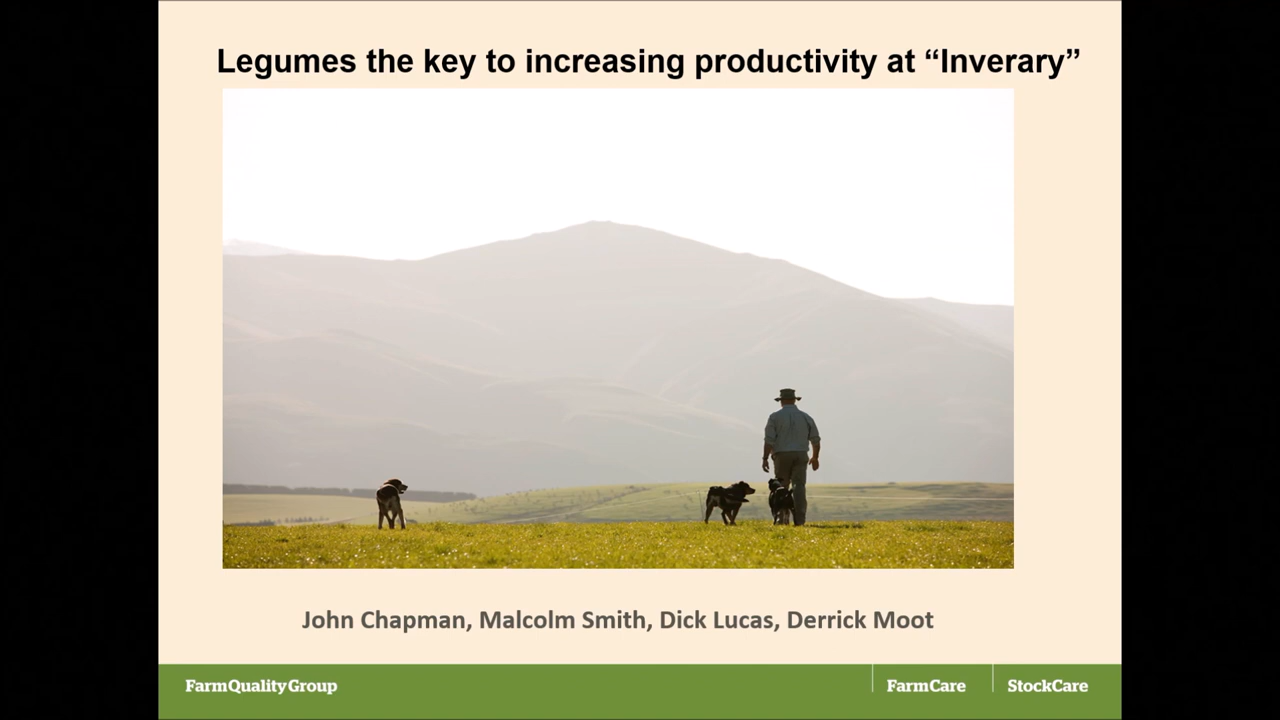 Legumes the key to increasing productivity at “Inverary”
John Chapman, Malcolm Smith, Dick Lucas, Derrick Moot
FarmQualityGroup
FarmCare
StockCare